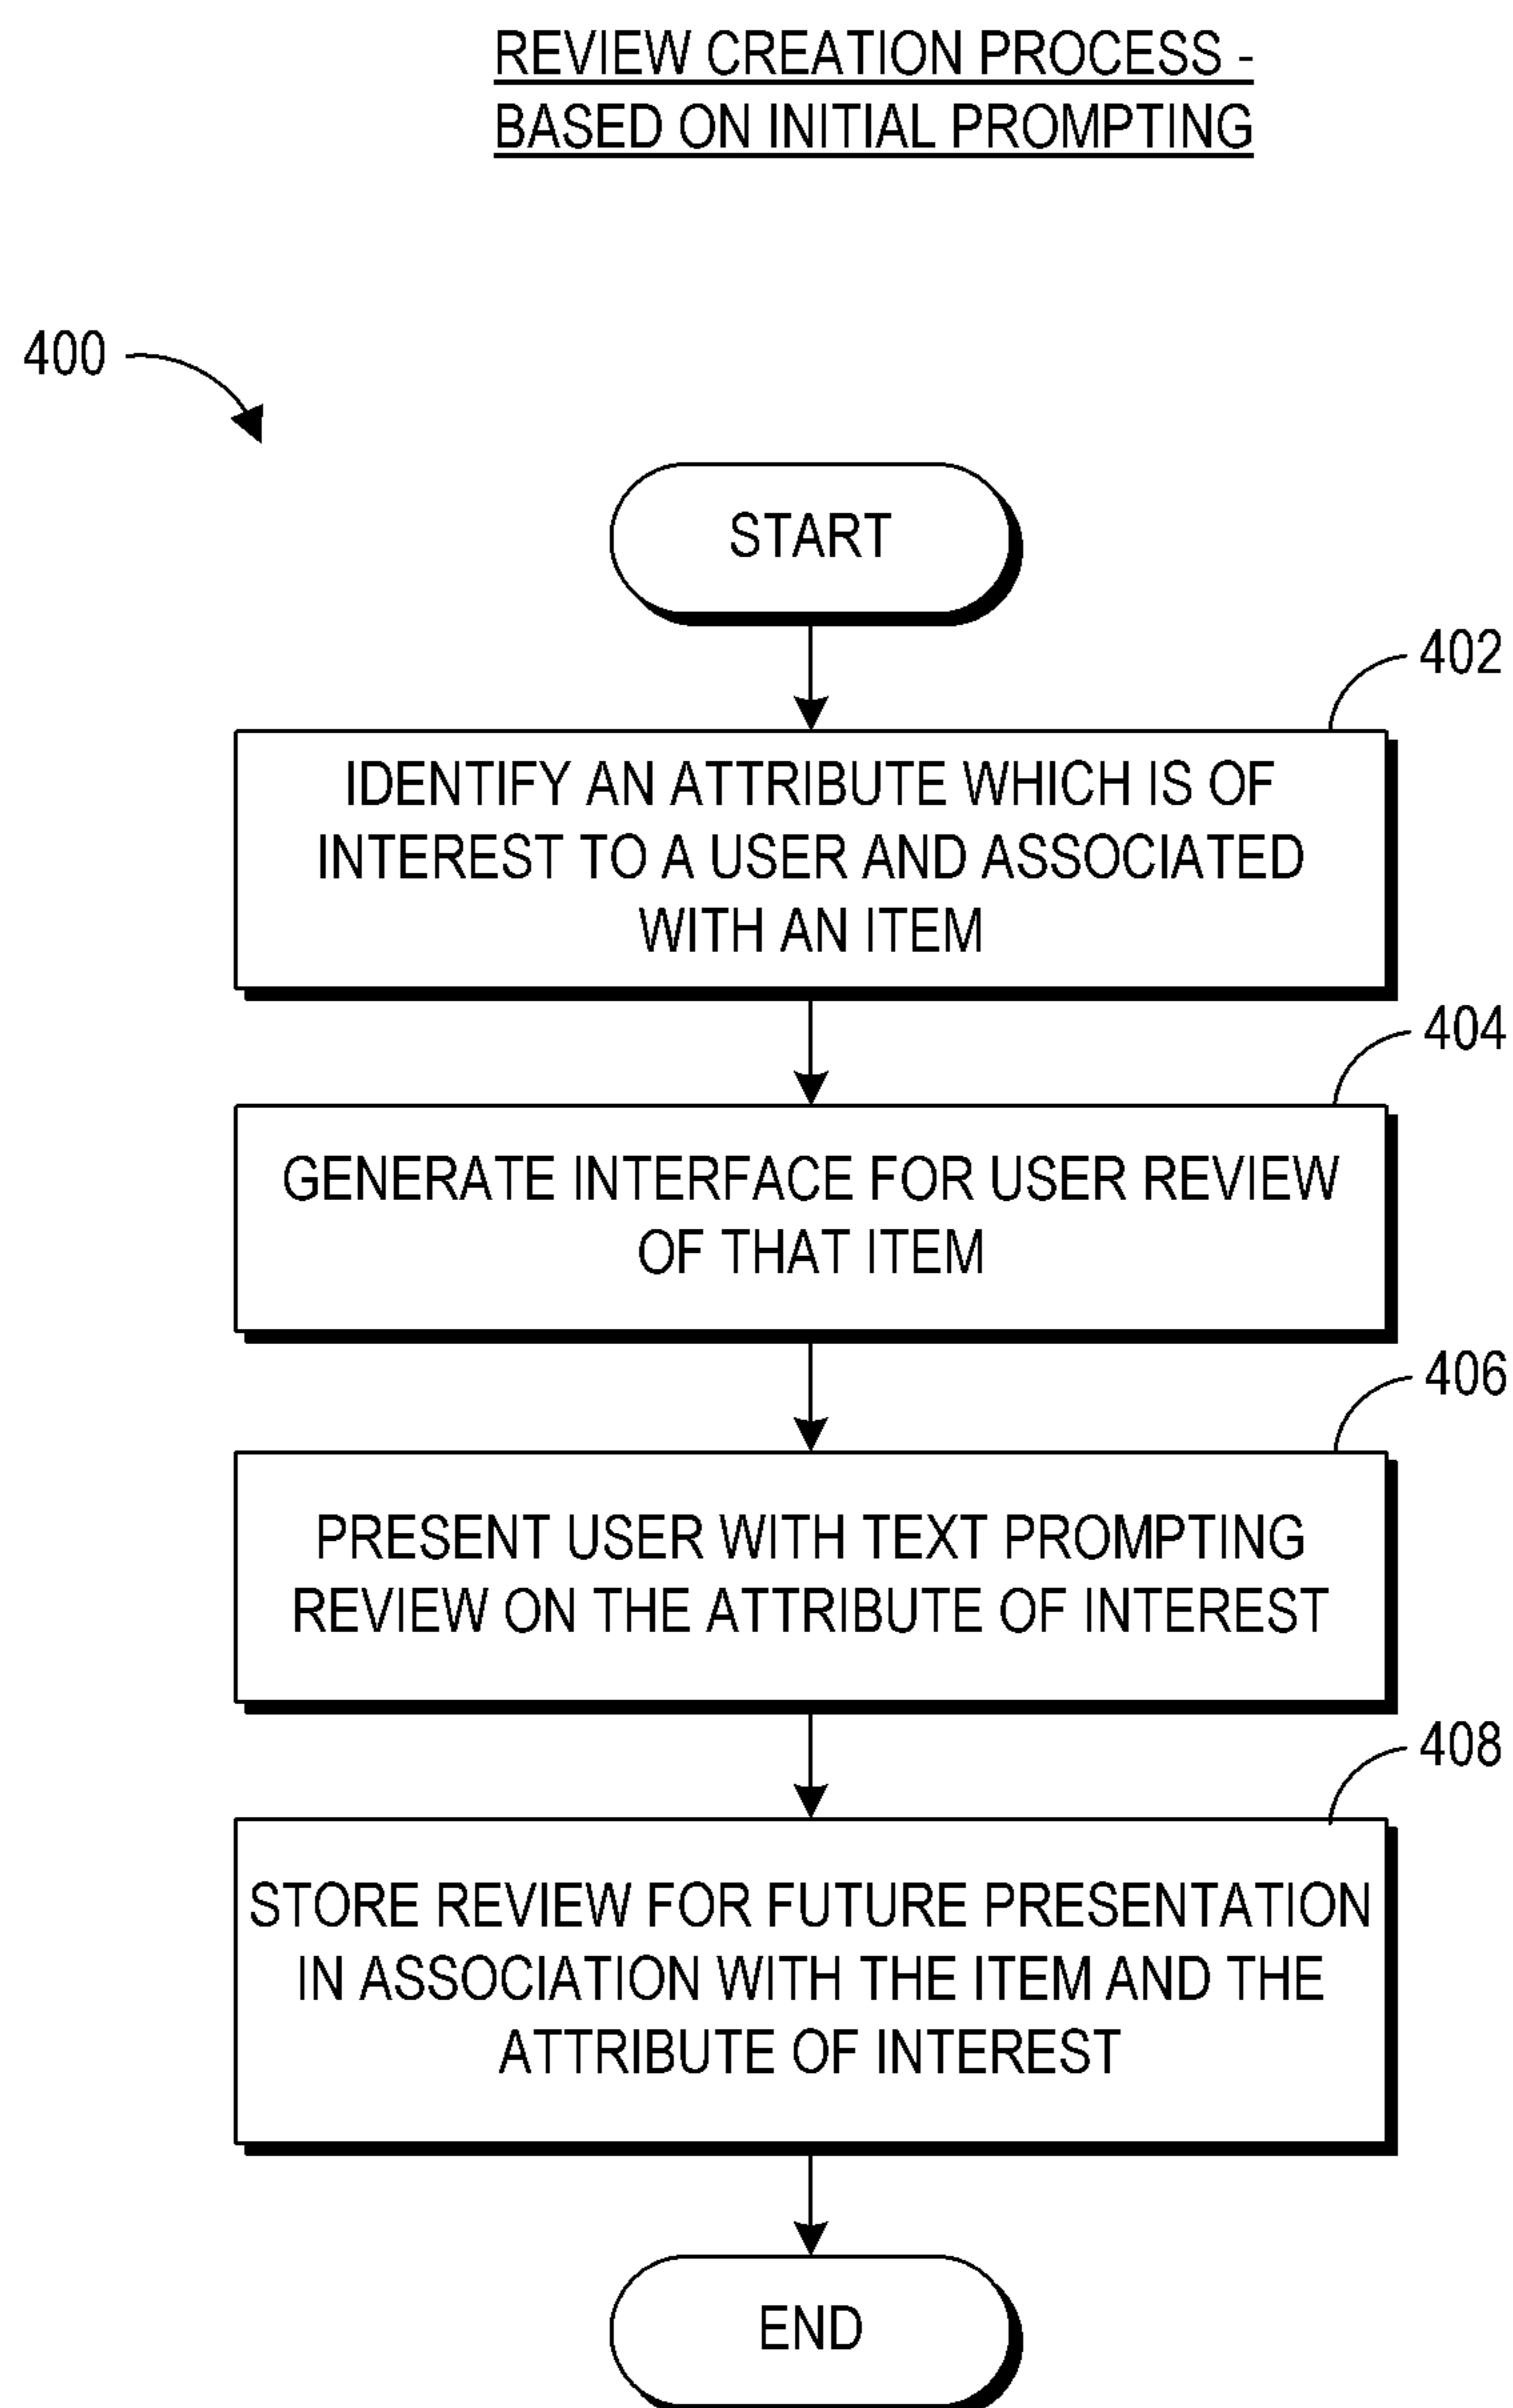 REVIEW CREATION PROCESS -
BASED ON INITIAL PROMPTING
400
START
402
IDENTIFY AN ATTRIBUTE WHICH IS OF
INTEREST TO A USER AND ASSOCIATED
WITH AN ITEM
404
GENERATE INTERFACE FOR USER REVIEW
OF THAT ITEM
406
PRESENT USER WITH TEXT PROMPTING
REVIEW ON THE ATTRIBUTE OF INTEREST
408
STORE REVIEW FOR FUTURE PRESENTATION
IN ASSOCIATION WITH THE ITEM AND THE
ATTRIBUTE OF INTEREST
END